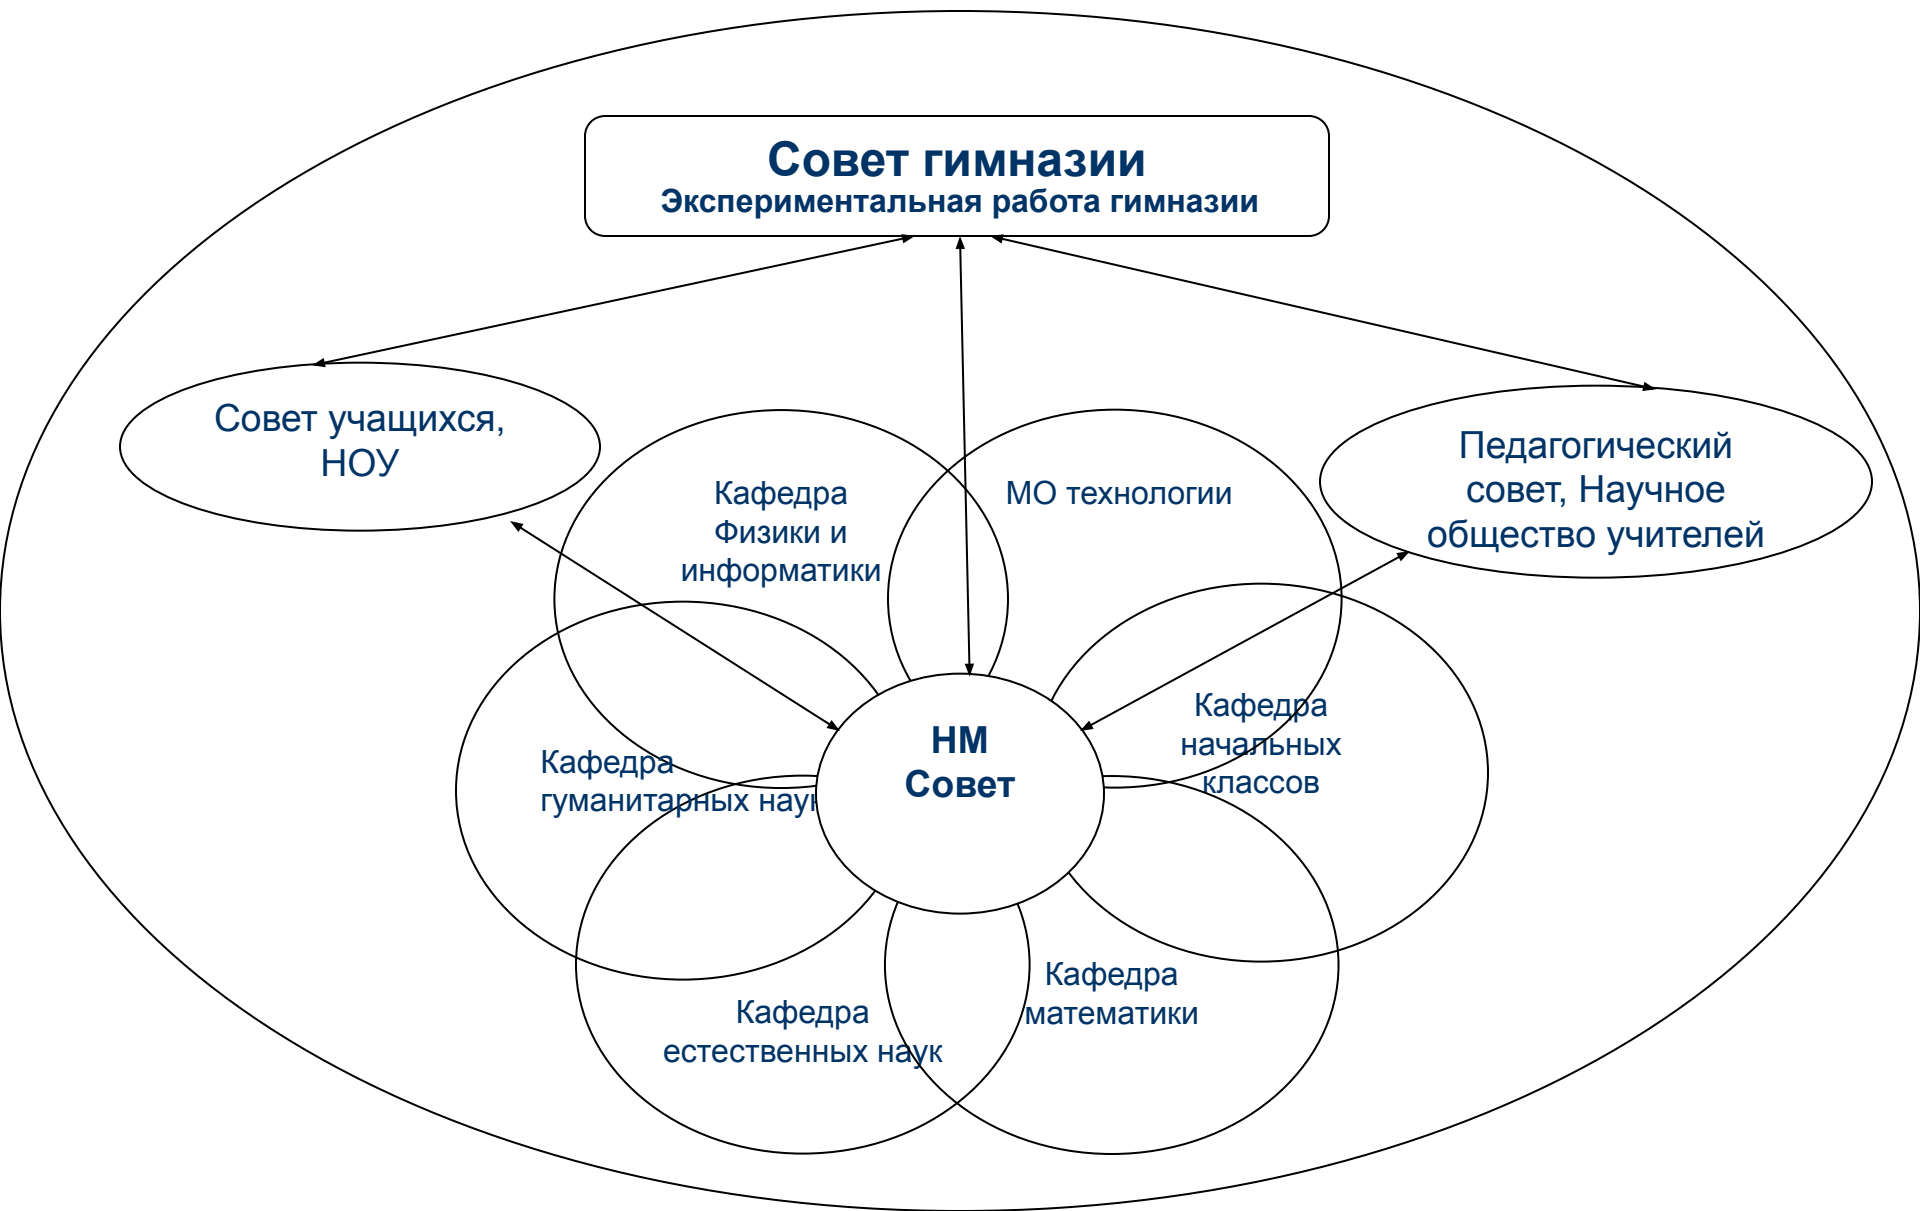 Совет гимназии
Экспериментальная работа гимназии
Совет учащихся,
НОУ
Педагогический
совет, Научное
общество учителей
Кафедра
Физики и
информатики
МО технологии
Кафедра
начальных
классов
НМ
Совет
Кафедра
гуманитарных наук
Кафедра
математики
Кафедра
естественных наук